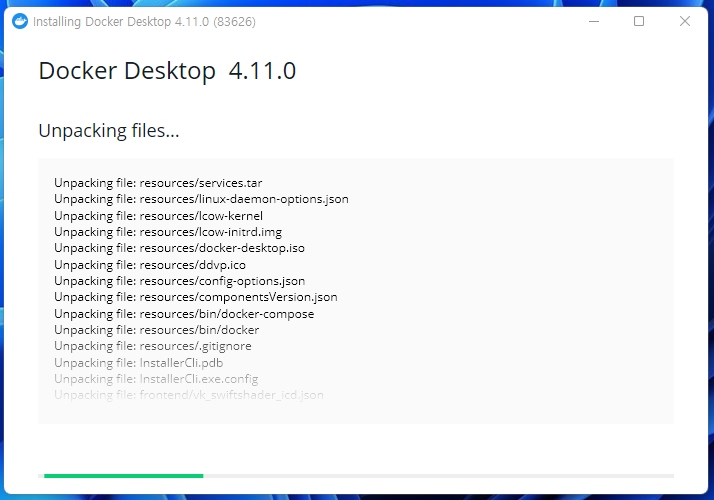 Installing Docker Desktop 4.11.0 (83626)
Docker Desktop 4.11.0
Unpacking files...
Unpacking file: resources/services.tar
Unpacking file: resources/linux-daemon-options.json
Unpacking file: resources/lcow-kernel
Unpacking file: resources/lcow-initrd.img
Unpacking file: resources/docker-desktop.iso
Unpacking file: resources/ddvp.ico
Unpacking file: resources/config-options.json
Unpacking file: resources/componentsVersion.json
Unpacking file: resources/bin/docker-compose
Unpacking file: resources/bin/docker
Unpacking file: resources/.gitignore
Unpacking file: InstallerCli.pdb
Unpacking file: InstallerCli.exe.config
Unpacking file: frontend/vk_swiftshader_icd.json